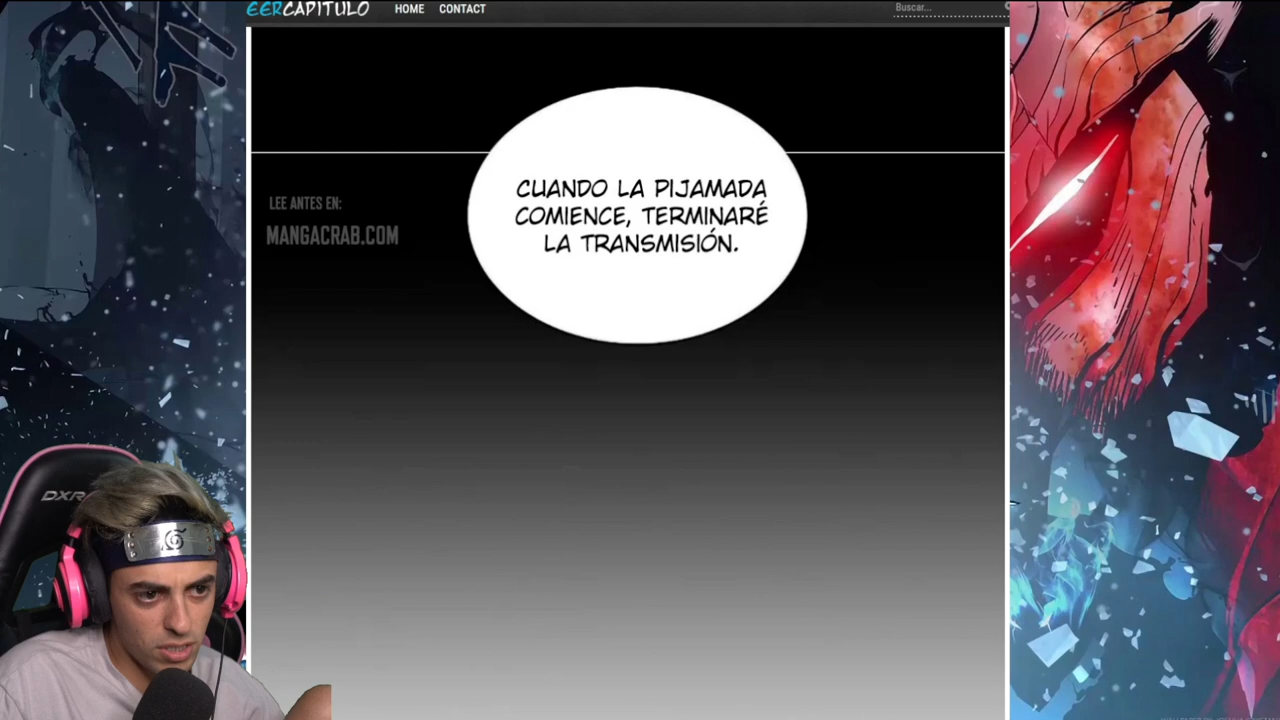 EERCAPITULO HOME CONTACT Buscar...
CUANDO LA PIJAMADA
COMIENCE, TERMINARÉ
LA TRANSMISIÓN.
LEE ANTES EN:
MANGACRAB.COM
DXR